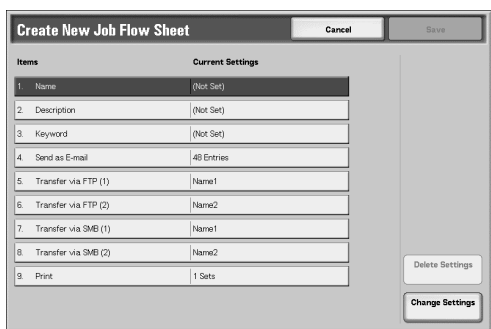 Create New Job Flow Sheet Cancel Save
Items Current Settings
1. Name (Not Set)
2. Description (Not Set)
3. Keyword (Not Set)
4. Send as E-mail 48 Entries
5. Transfer via FTP (1) Name1
6. Transfer via FTP (2) Name2
7. Transfer via SMB (1) Name1
8. Transfer via SMB (2) Name2
9. Print 1 Sets
Delete Settings
Change Settings